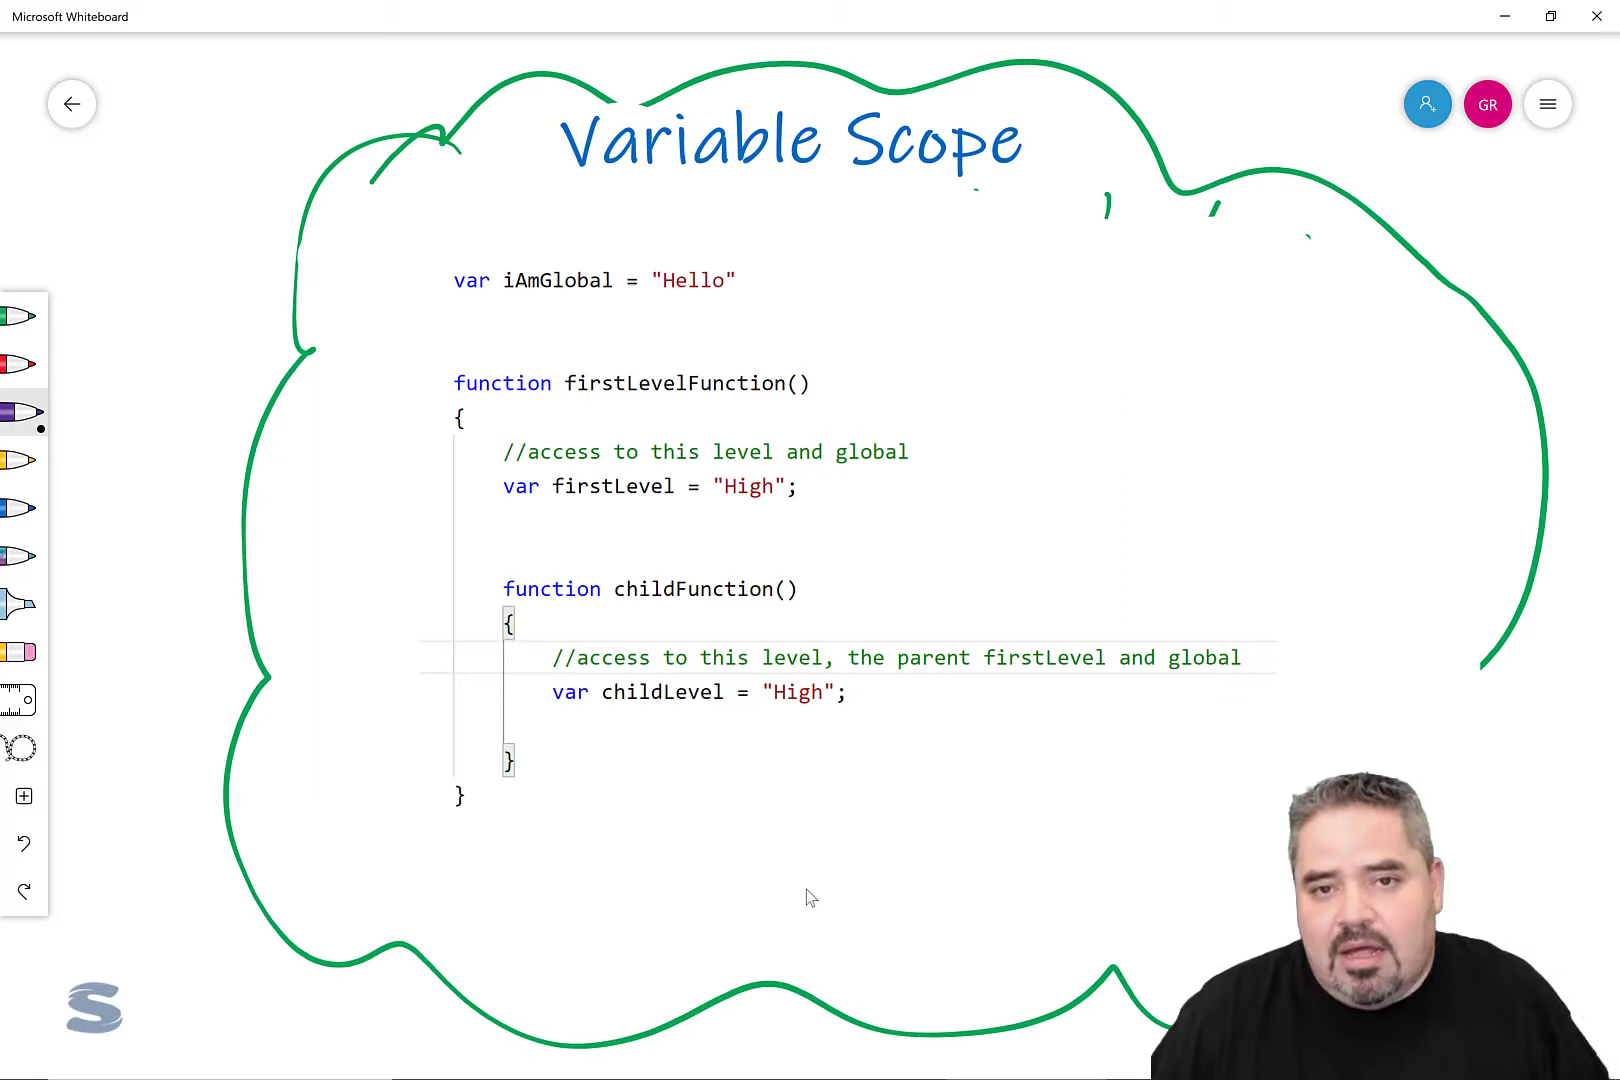 Microsoft Whiteboard
GR
Variable Scope
var iAmGlobal = "Hello"
function firstLevelFunction()
{
//access to this level and global
var firstLevel = "High";
function childFunction()
{
//access to this level, the parent firstLevel and global
var childLevel = "High";
}
}
S